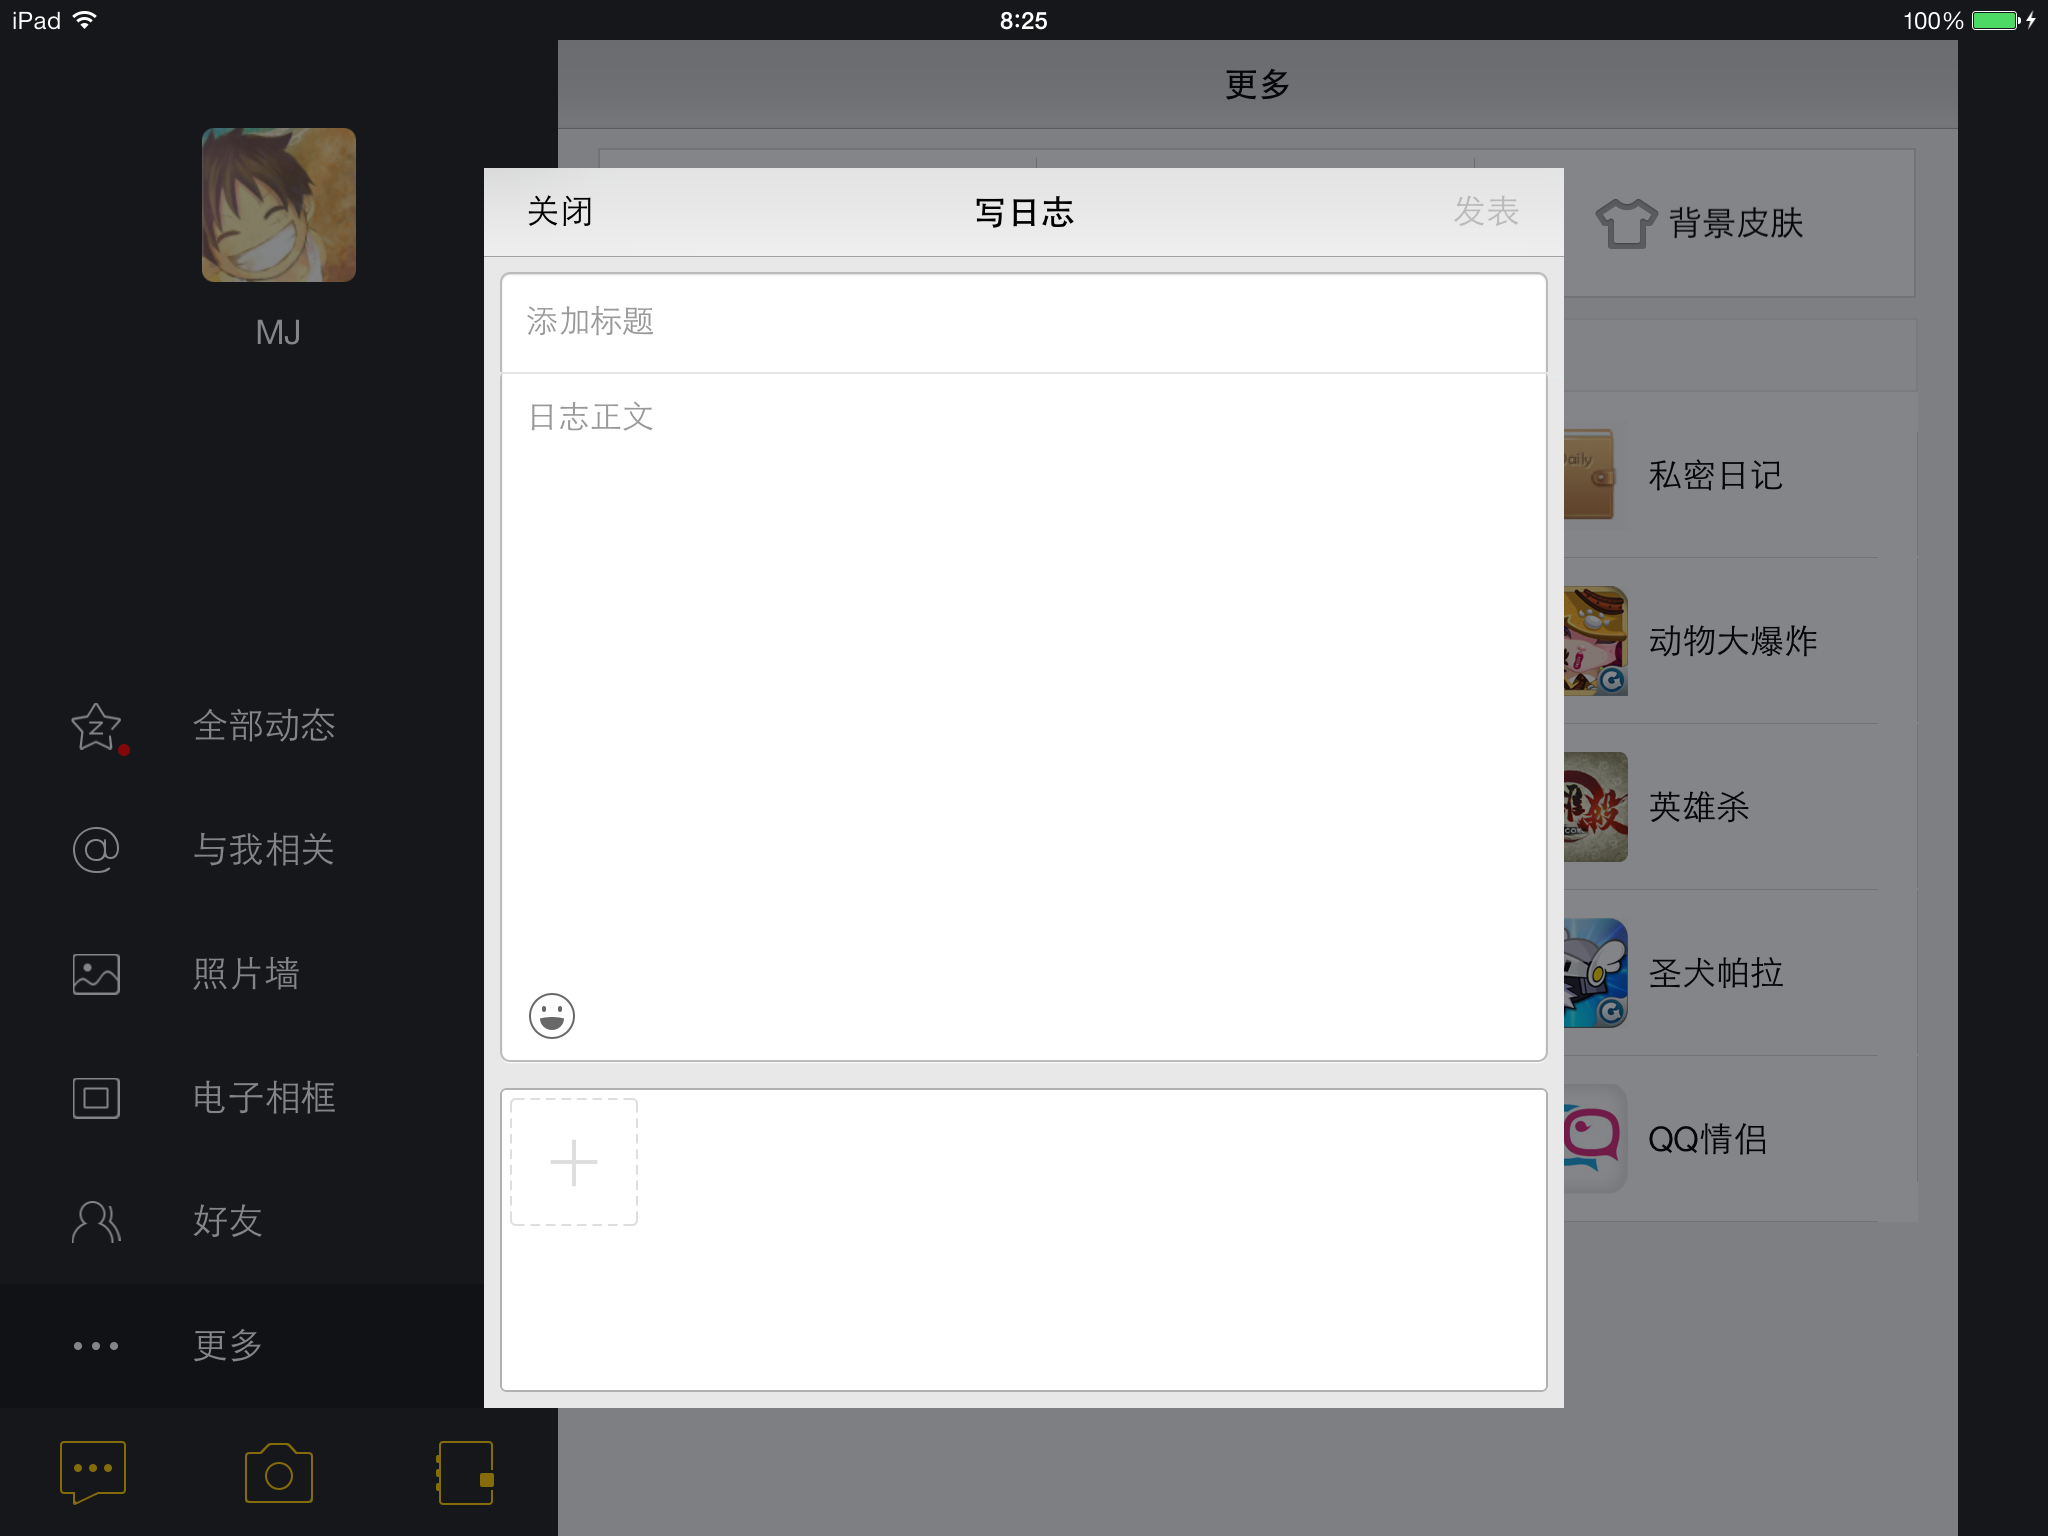 iPad 8:25 100%
更多
关闭 写日志 发表
背景皮肤
添加标题
MJ
日志正文
私密日记
动物大爆炸
全部动态
英雄杀
与我相关
照片墙
圣犬帕拉
电子相框
QQ情侣
好友
更多